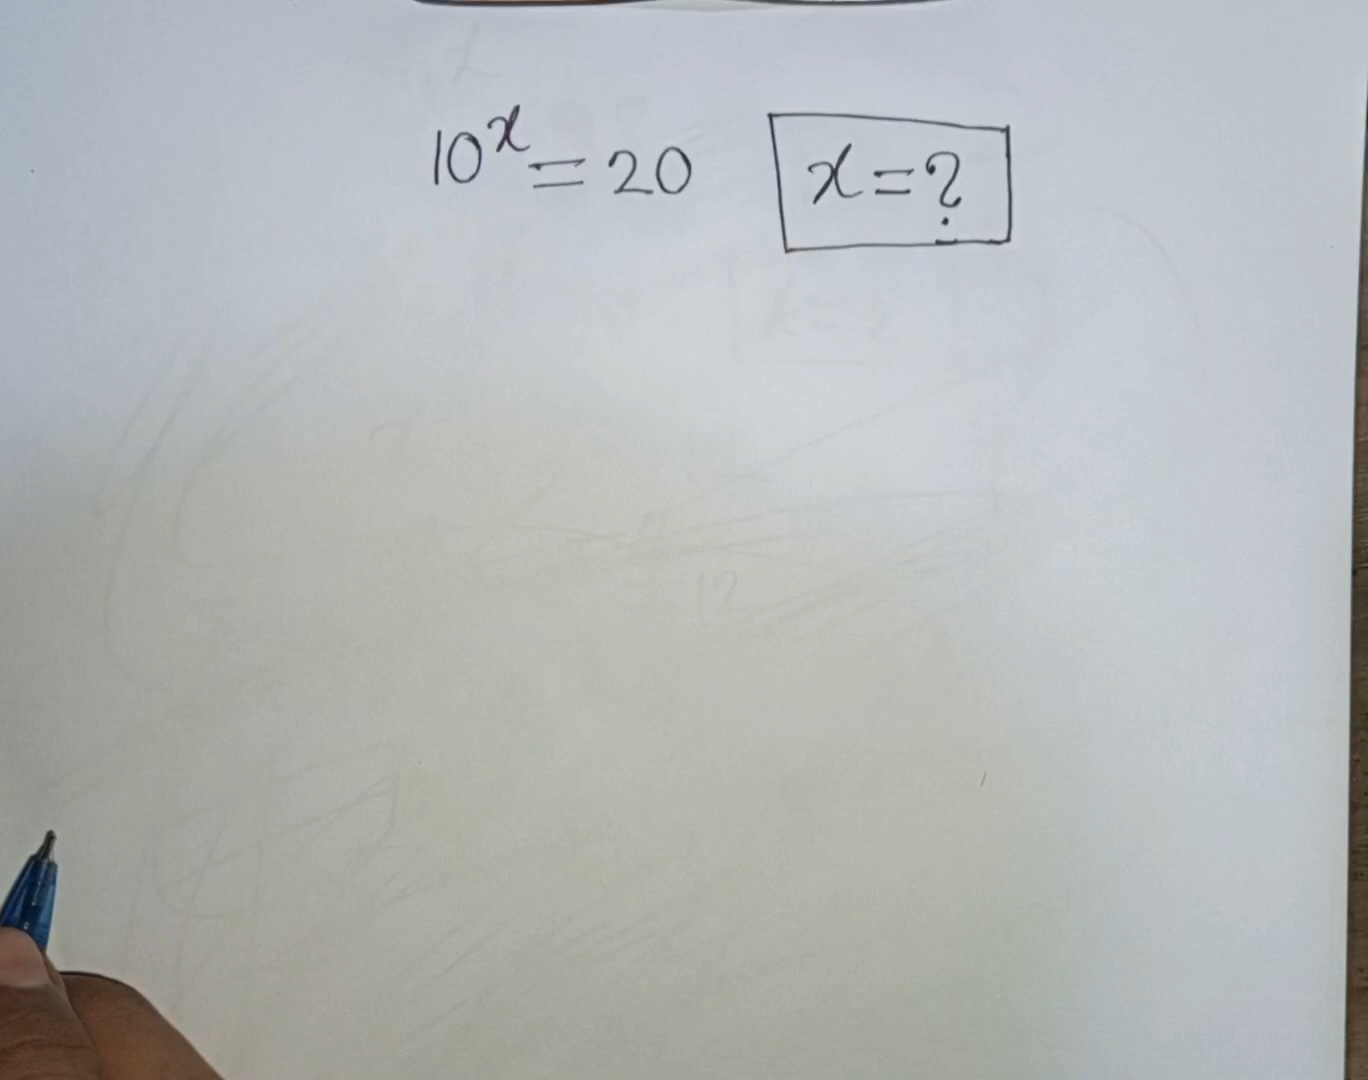 10^x = 20 x = ?